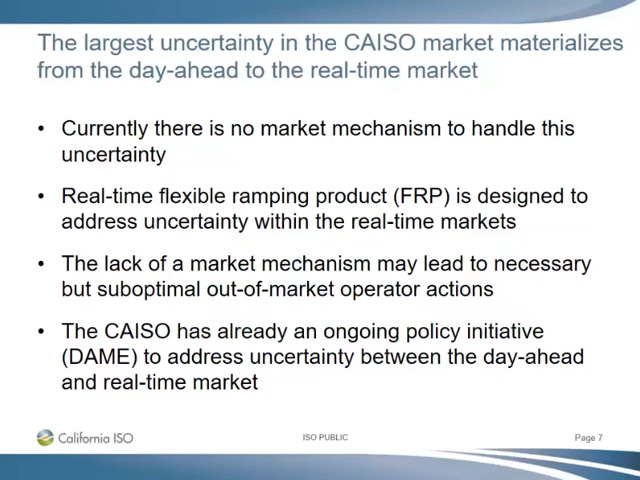 The largest uncertainty in the CAISO market materializes
from the day-ahead to the real-time market
• Currently there is no market mechanism to handle this
uncertainty
• Real-time flexible ramping product (FRP) is designed to
address uncertainty within the real-time markets
• The lack of a market mechanism may lead to necessary
but suboptimal out-of-market operator actions
• The CAISO has already an ongoing policy initiative
(DAME) to address uncertainty between the day-ahead
and real-time market
California ISO
ISO PUBLIC
Page 7